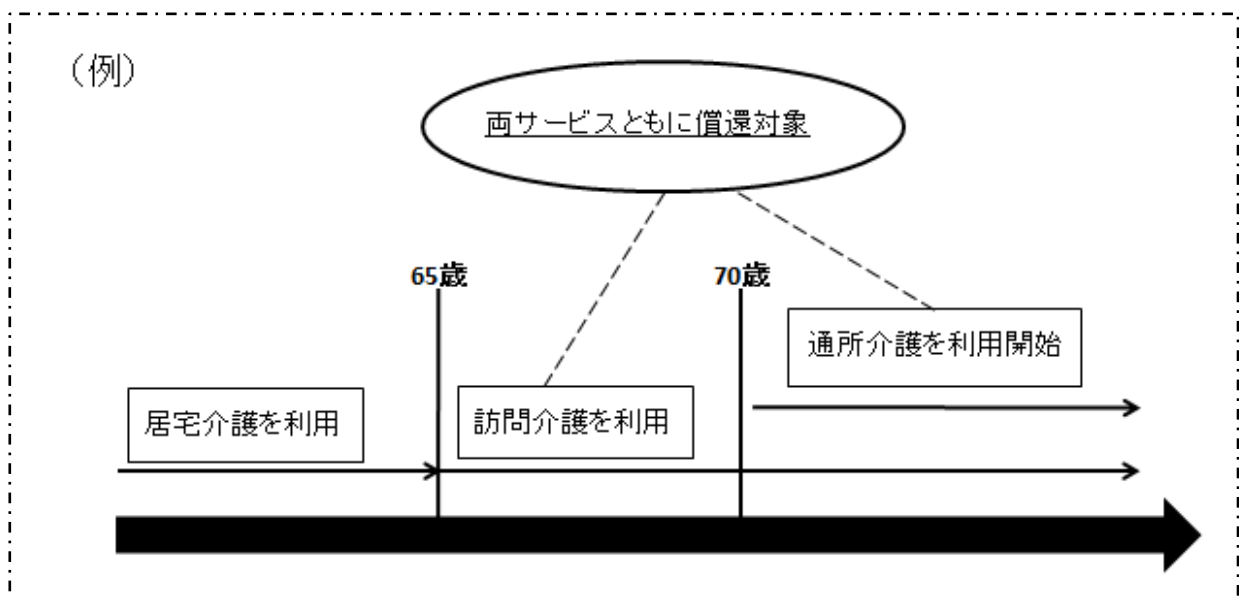 (例)
両サービスともに償還対象
65歳
70歳
通所介護を利用開始
居宅介護を利用
訪問介護を利用